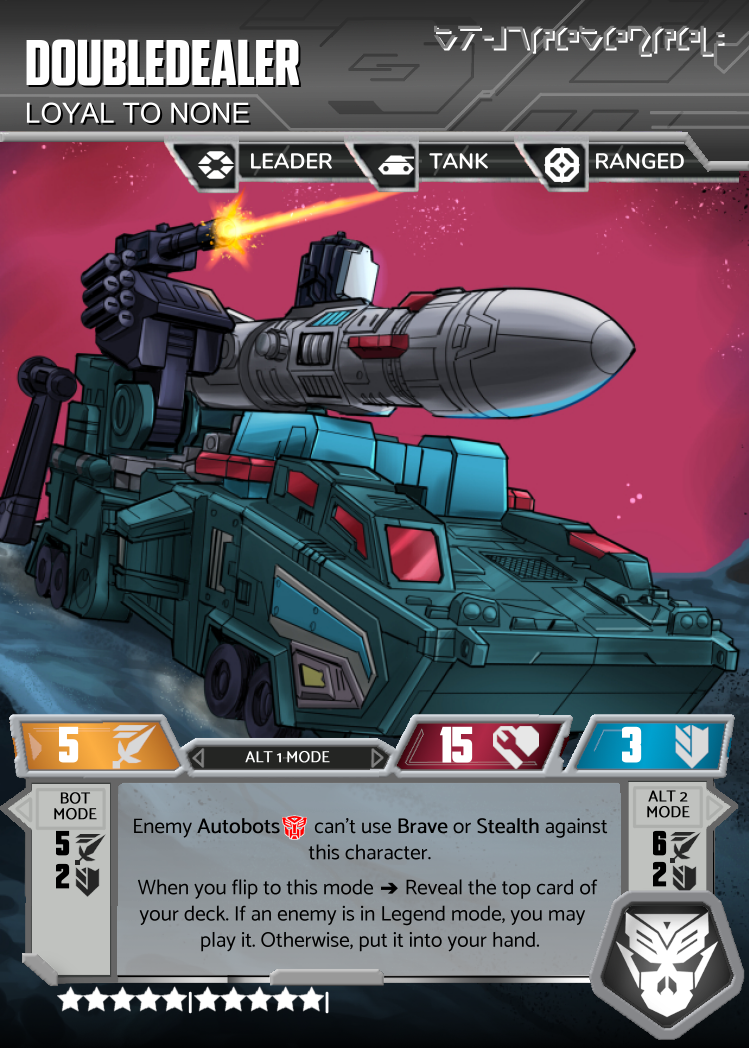 DOUBLEDEALER
LOYAL TO NONE
LEADER TANK RANGED
5 ALT 1 MODE 15 3
BOT
MODE
5
2
Enemy Autobots can't use Brave or Stealth against
this character.
When you flip to this mode ➔ Reveal the top card of
your deck. If an enemy is in Legend mode, you may
play it. Otherwise, put it into your hand.
ALT 2
MODE
6
2